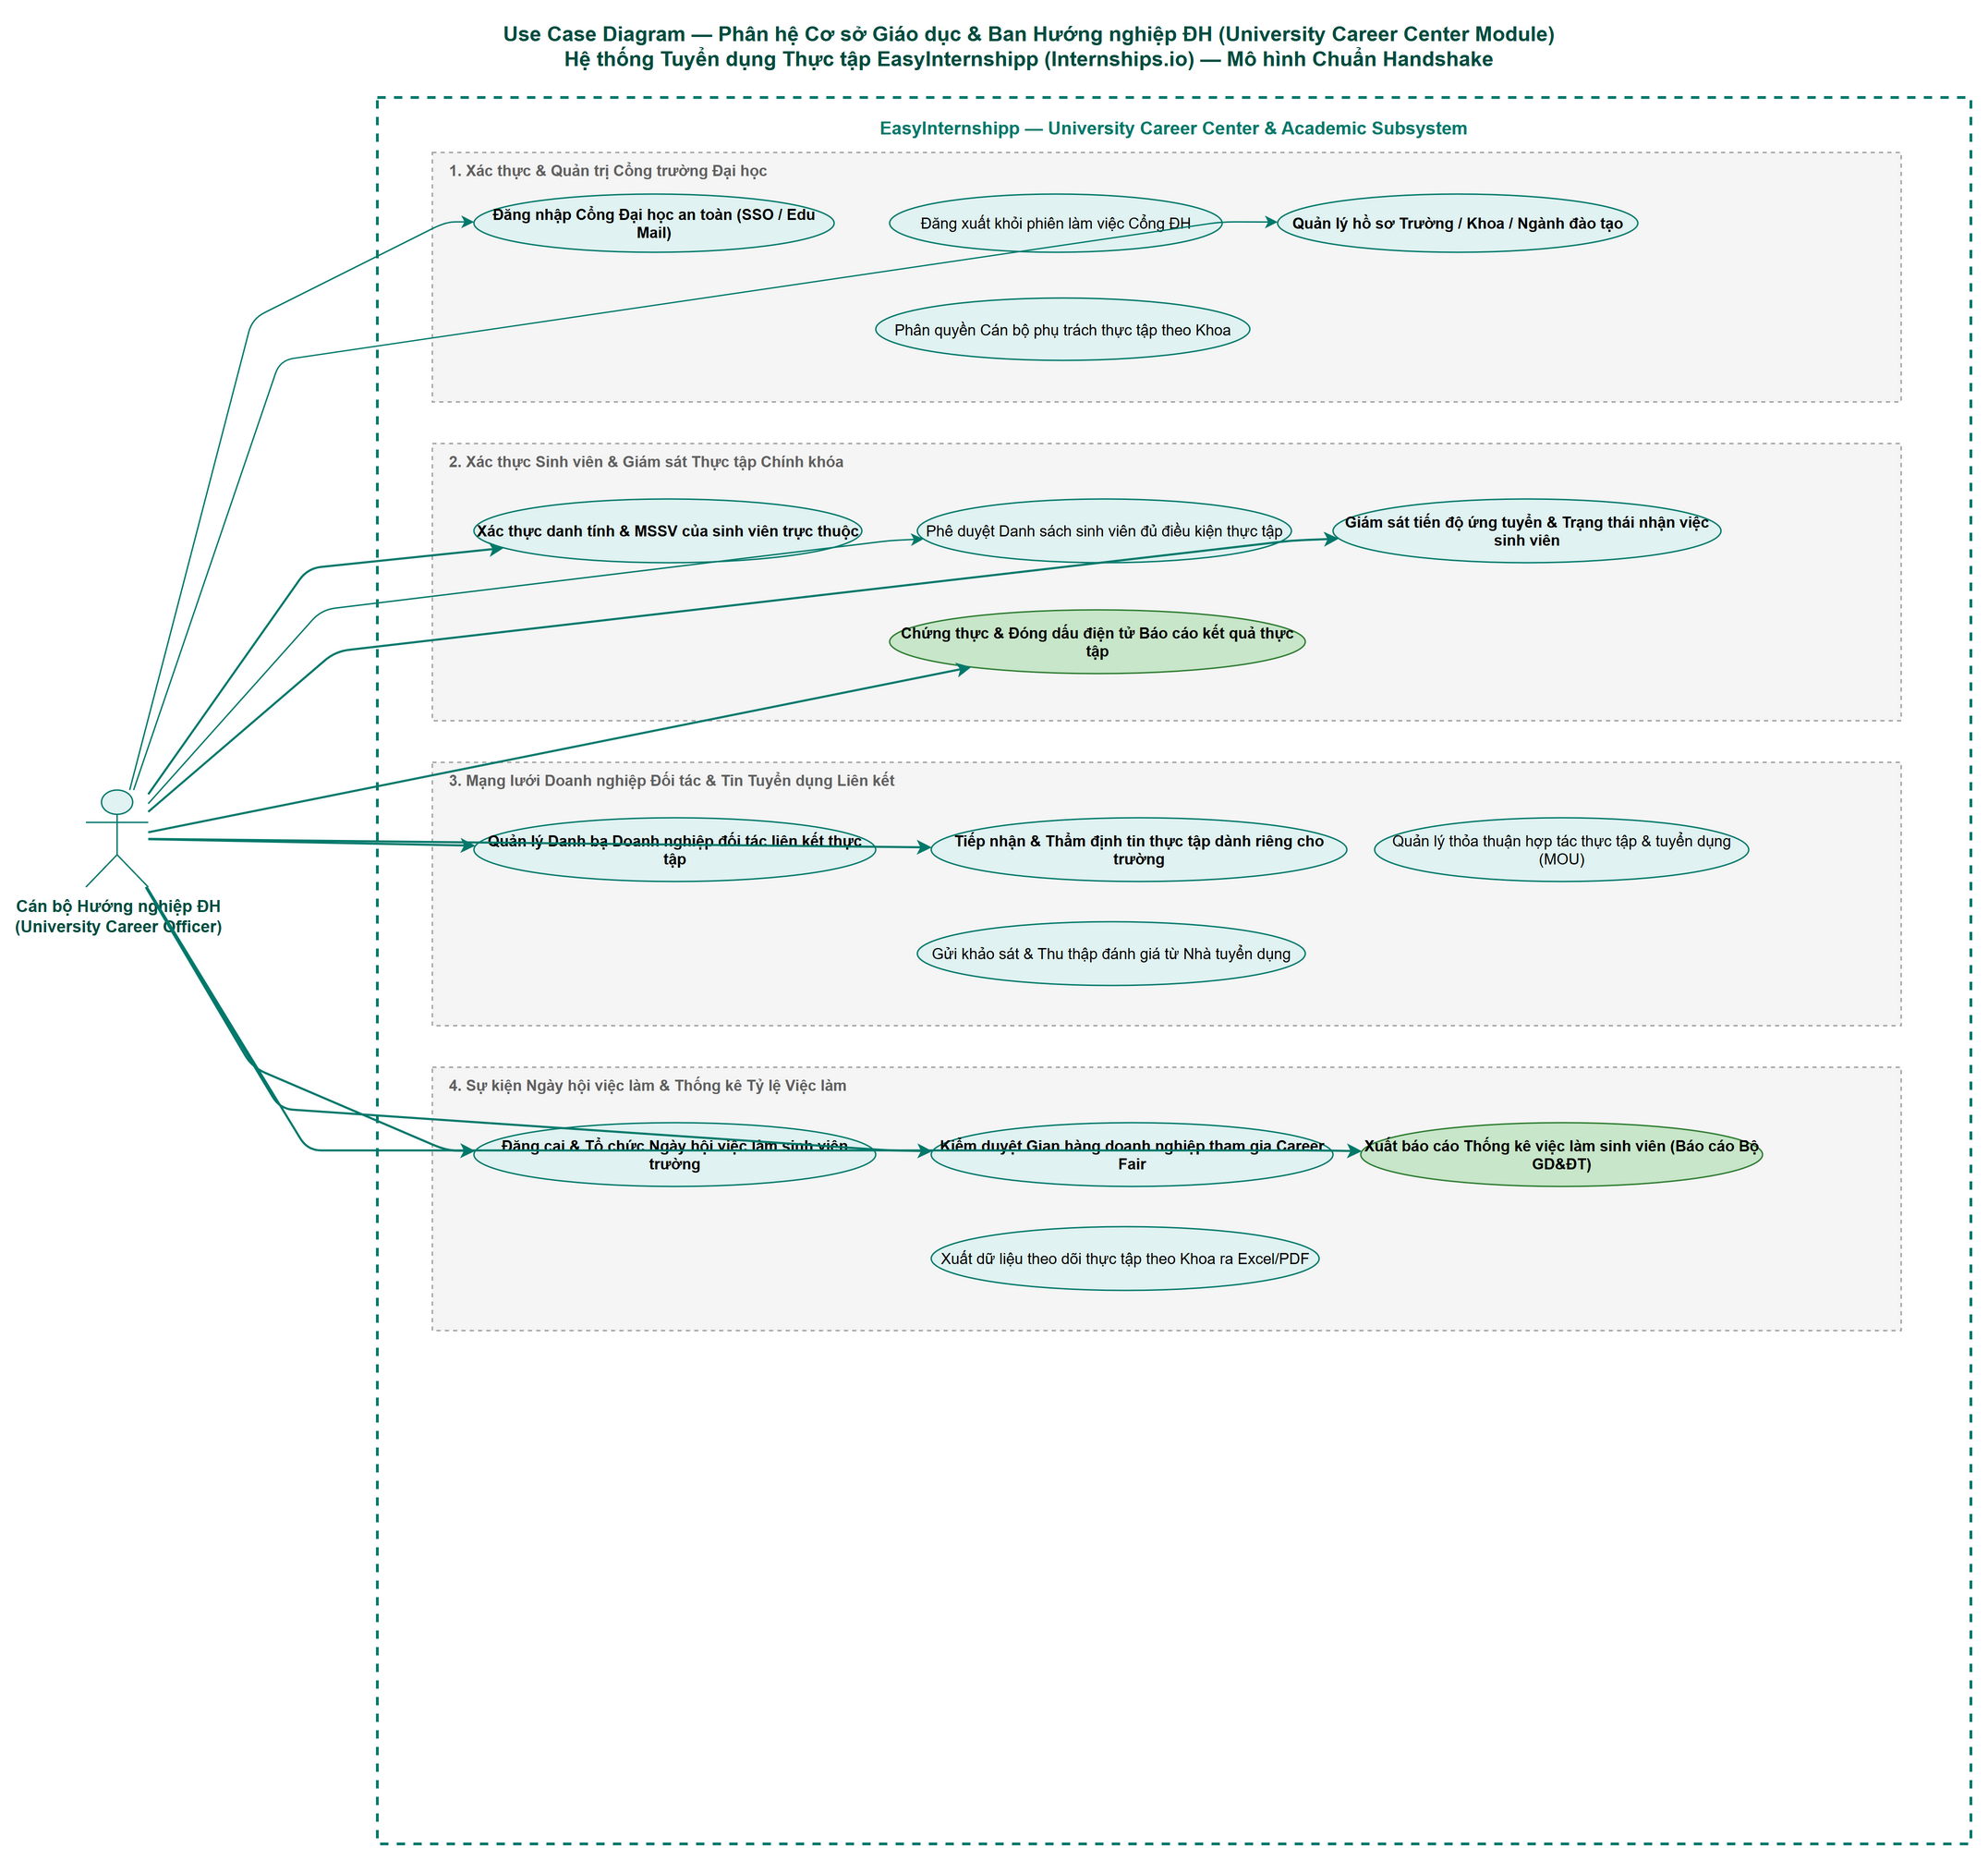 Use Case Diagram — Phân hệ Cơ sở Giáo dục & Ban Hướng nghiệp ĐH (University Career Center Module)
Hệ thống Tuyển dụng Thực tập EasyInternshipp (Internships.io) — Mô hình Chuẩn Handshake
EasyInternshipp — University Career Center & Academic Subsystem
1. Xác thực & Quản trị Cổng trường Đại học
Đăng nhập Cổng Đại học an toàn (SSO / Edu
Mail)
Đăng xuất khỏi phiên làm việc Cổng ĐH
Quản lý hồ sơ Trường / Khoa / Ngành đào tạo
Phân quyền Cán bộ phụ trách thực tập theo Khoa
2. Xác thực Sinh viên & Giám sát Thực tập Chính khóa
Xác thực danh tính & MSSV của sinh viên trực thuộc
Phê duyệt Danh sách sinh viên đủ điều kiện thực tập
Giám sát tiến độ ứng tuyển & Trạng thái nhận việc
sinh viên
Chứng thực & Đóng dấu điện tử Báo cáo kết quả thực
tập
3. Mạng lưới Doanh nghiệp Đối tác & Tin Tuyển dụng Liên kết
Quản lý Danh bạ Doanh nghiệp đối tác liên kết thực
tập
Tiếp nhận & Thẩm định tin thực tập dành riêng cho
trường
Quản lý thỏa thuận hợp tác thực tập & tuyển dụng
(MOU)
Gửi khảo sát & Thu thập đánh giá từ Nhà tuyển dụng
Cán bộ Hướng nghiệp ĐH
(University Career Officer)
4. Sự kiện Ngày hội việc làm & Thống kê Tỷ lệ Việc làm
Đăng cai & Tổ chức Ngày hội việc làm sinh viên
trường
Kiểm duyệt Gian hàng doanh nghiệp tham gia Career
Fair
Xuất báo cáo Thống kê việc làm sinh viên (Báo cáo Bộ
GD&ĐT)
Xuất dữ liệu theo dõi thực tập theo Khoa ra Excel/PDF